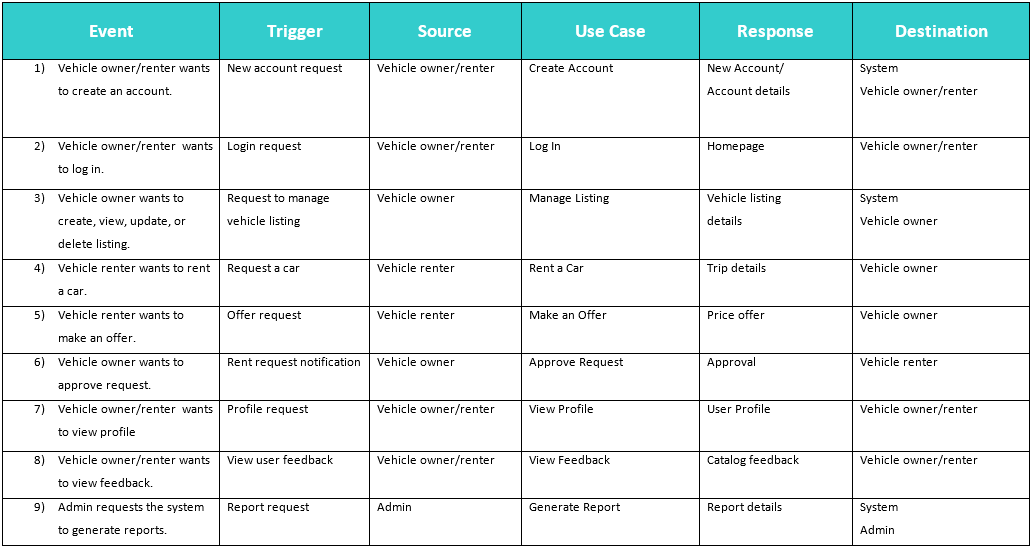 Event Trigger Source Use Case Response Destination
1) Vehicle owner/renter wants New account request Vehicle owner/renter Create Account New Account/ System
to create an account. Account details Vehicle owner/renter
2) Vehicle owner/renter wants Login request Vehicle owner/renter Log In Homepage Vehicle owner/renter
to log in.
3) Vehicle owner wants to Request to manage Vehicle owner Manage Listing Vehicle listing System
create, view, update, or vehicle listing details Vehicle owner
delete listing.
4) Vehicle renter wants to rent Request a car Vehicle renter Rent a Car Trip details Vehicle owner
a car.
5) Vehicle renter wants to Offer request Vehicle renter Make an Offer Price offer Vehicle owner
make an offer.
6) Vehicle owner wants to Rent request notification Vehicle owner Approve Request Approval Vehicle renter
approve request.
7) Vehicle owner/renter wants Profile request Vehicle owner/renter View Profile User Profile Vehicle owner/renter
to view profile
8) Vehicle owner/renter wants View user feedback Vehicle owner/renter View Feedback Catalog feedback Vehicle owner/renter
to view feedback.
9) Admin requests the system Report request Admin Generate Report Report details System
to generate reports. Admin